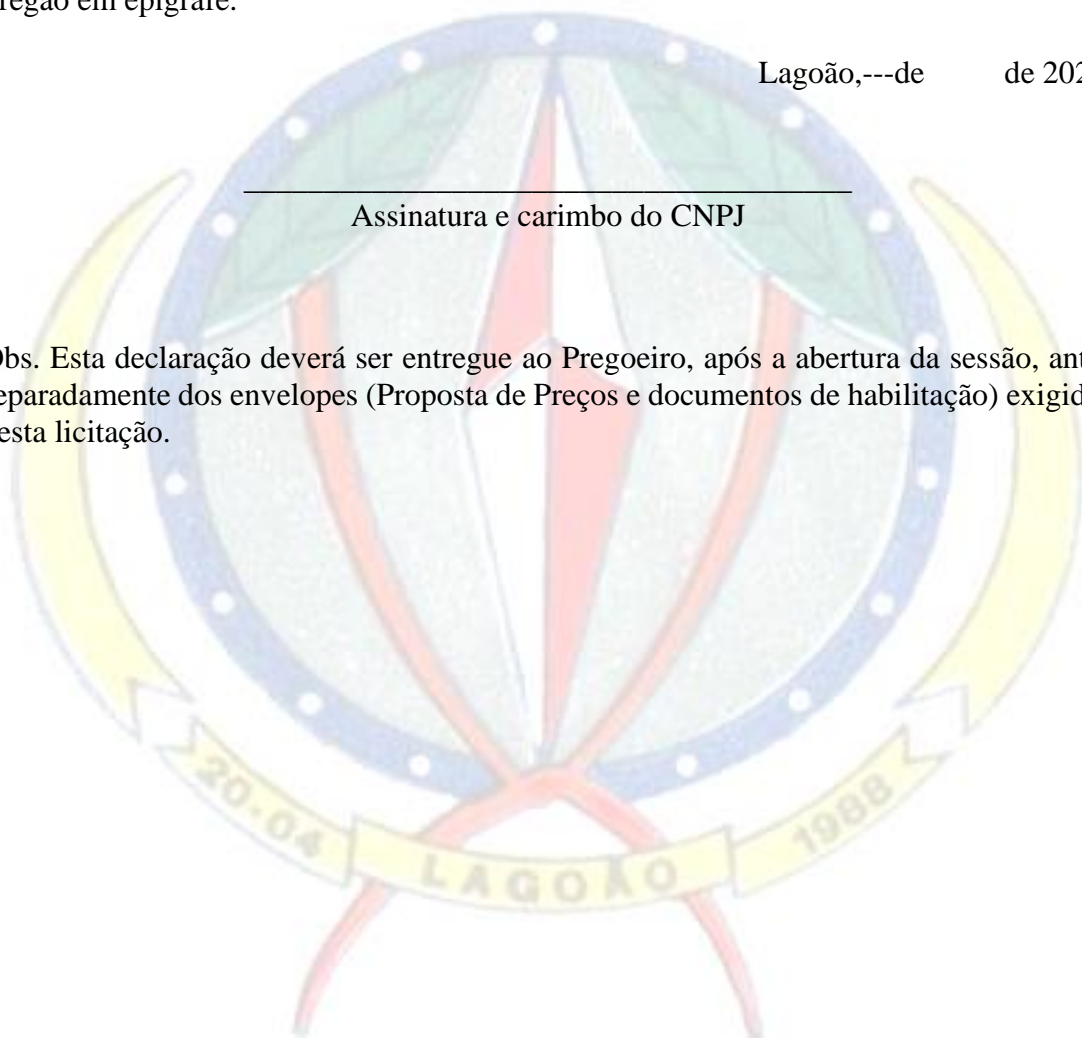 regão em epígrafe.
Lagoão,---de de 202
Assinatura e carimbo do CNPJ
Obs. Esta declaração deverá ser entregue ao Pregoeiro, após a abertura da sessão, ant
eparadamente dos envelopes (Proposta de Preços e documentos de habilitação) exigid
esta licitação.
20-04 LAGOÃO 1988